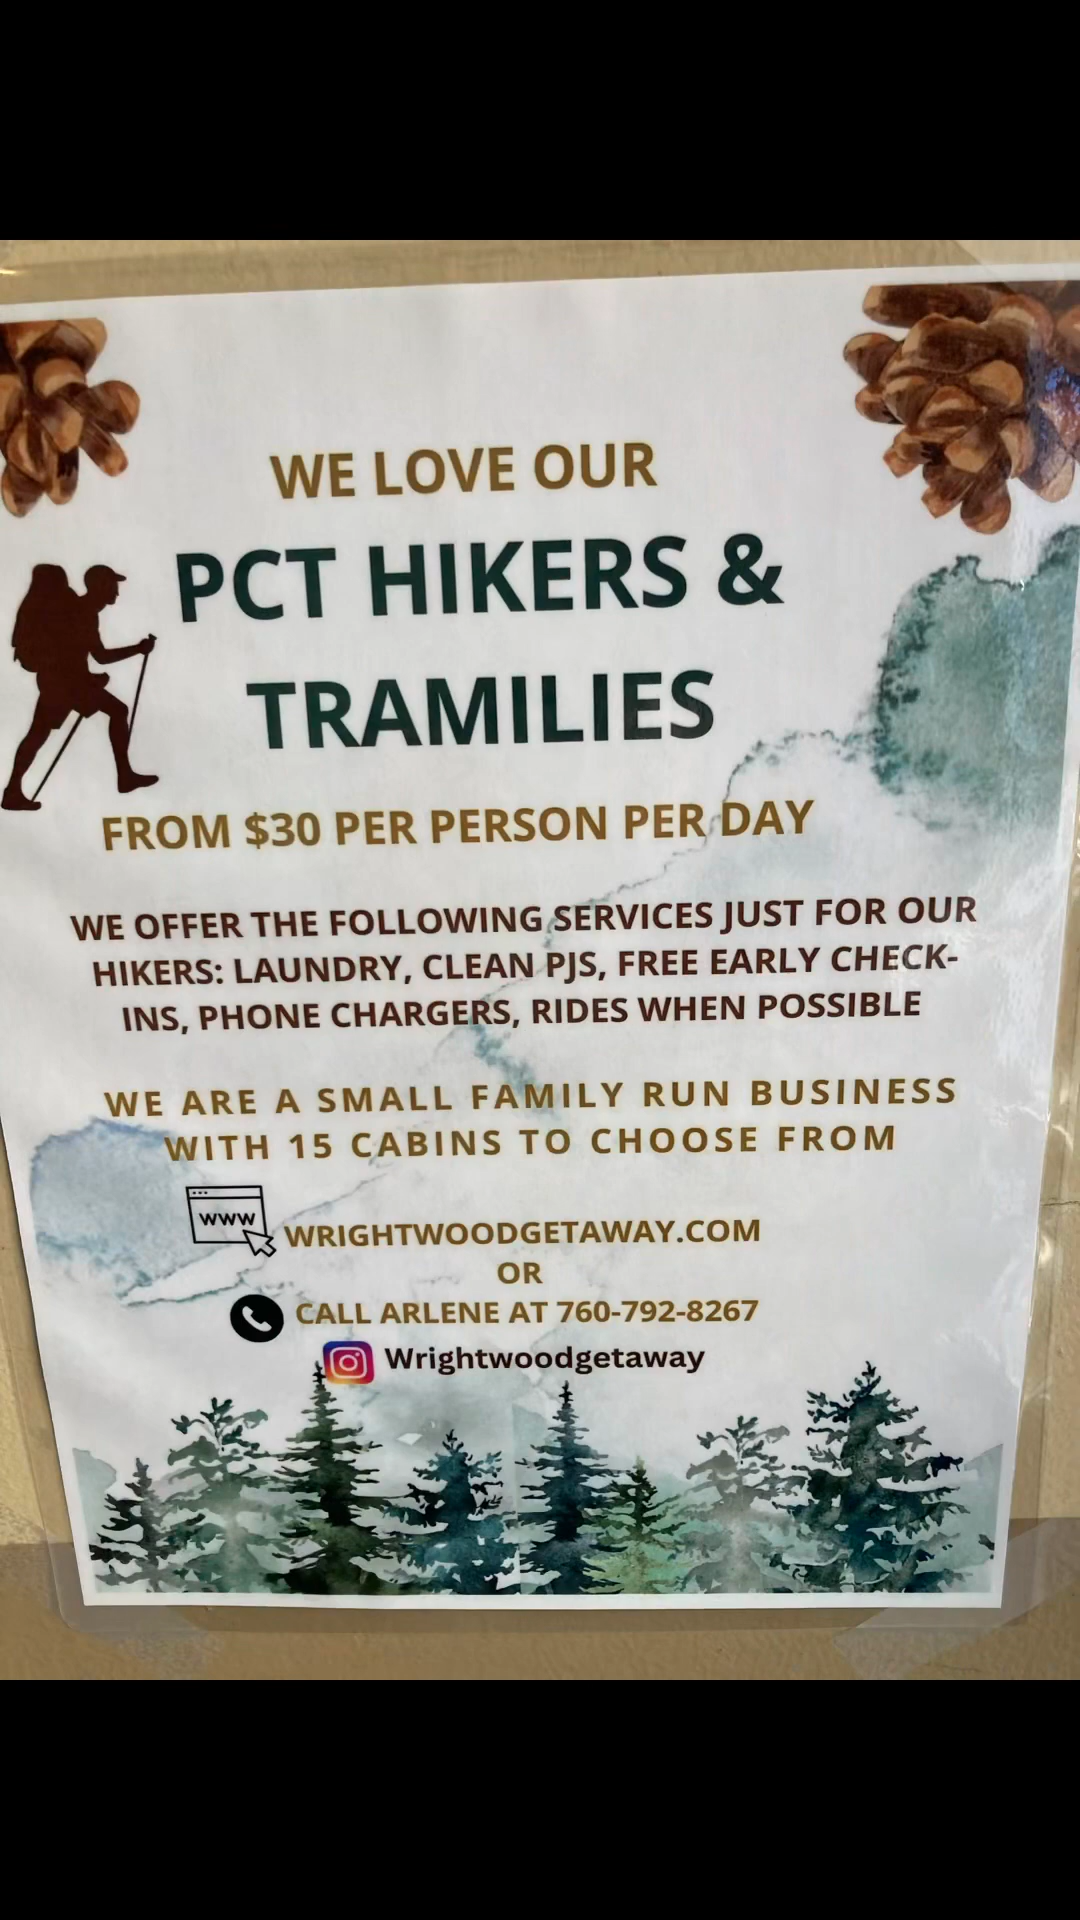 WE LOVE OUR
PCT HIKERS &
TRAMILIES
FROM $30 PER PERSON PER DAY
WE OFFER THE FOLLOWING SERVICES JUST FOR OUR
HIKERS: LAUNDRY, CLEAN PJS, FREE EARLY CHECK-
INS, PHONE CHARGERS, RIDES WHEN POSSIBLE
WE ARE A SMALL FAMILY RUN BUSINESS
WITH 15 CABINS TO CHOOSE FROM
WWW
WRIGHTWOODGETAWAY.COM
OR
CALL ARLENE AT 760-792-8267
Wrightwoodgetaway